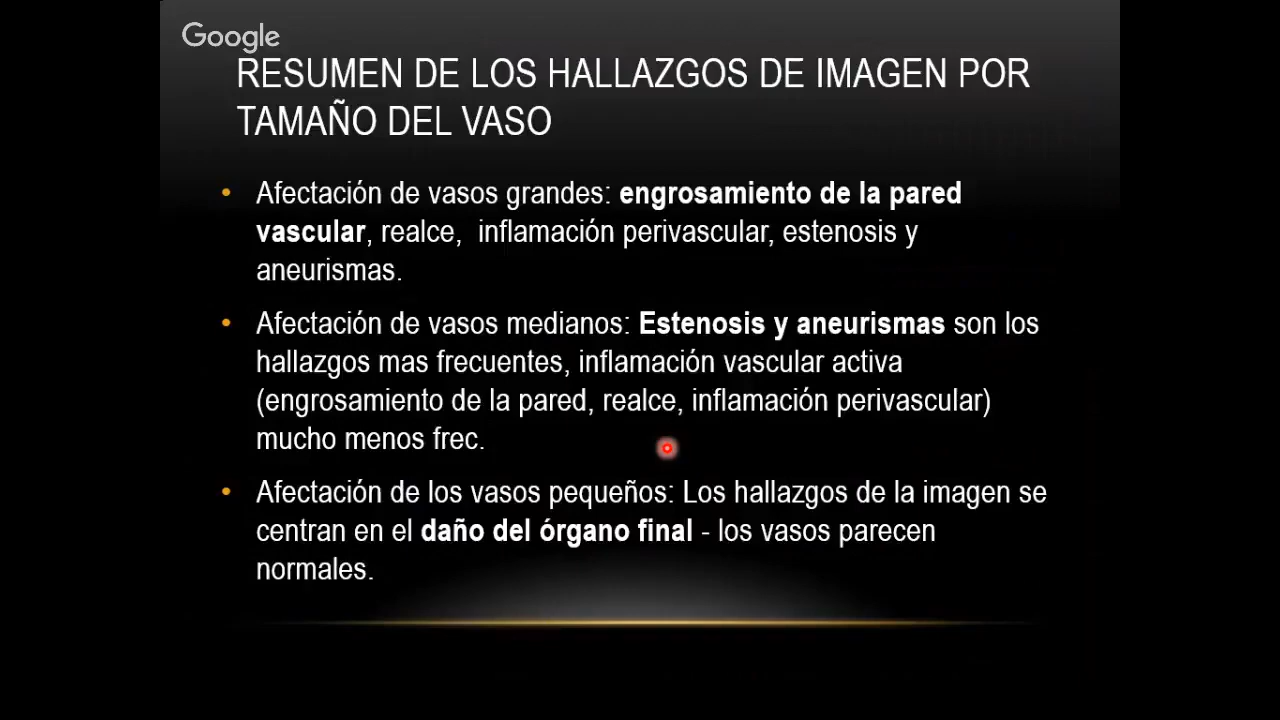 Google
RESUMEN DE LOS HALLAZGOS DE IMAGEN POR
TAMAÑO DEL VASO
• Afectación de vasos grandes: engrosamiento de la pared
vascular, realce, inflamación perivascular, estenosis y
aneurismas.
• Afectación de vasos medianos: Estenosis y aneurismas son los
hallazgos mas frecuentes, inflamación vascular activa
(engrosamiento de la pared, realce, inflamación perivascular)
mucho menos frec.
• Afectación de los vasos pequeños: Los hallazgos de la imagen se
centran en el daño del órgano final - los vasos parecen
normales.